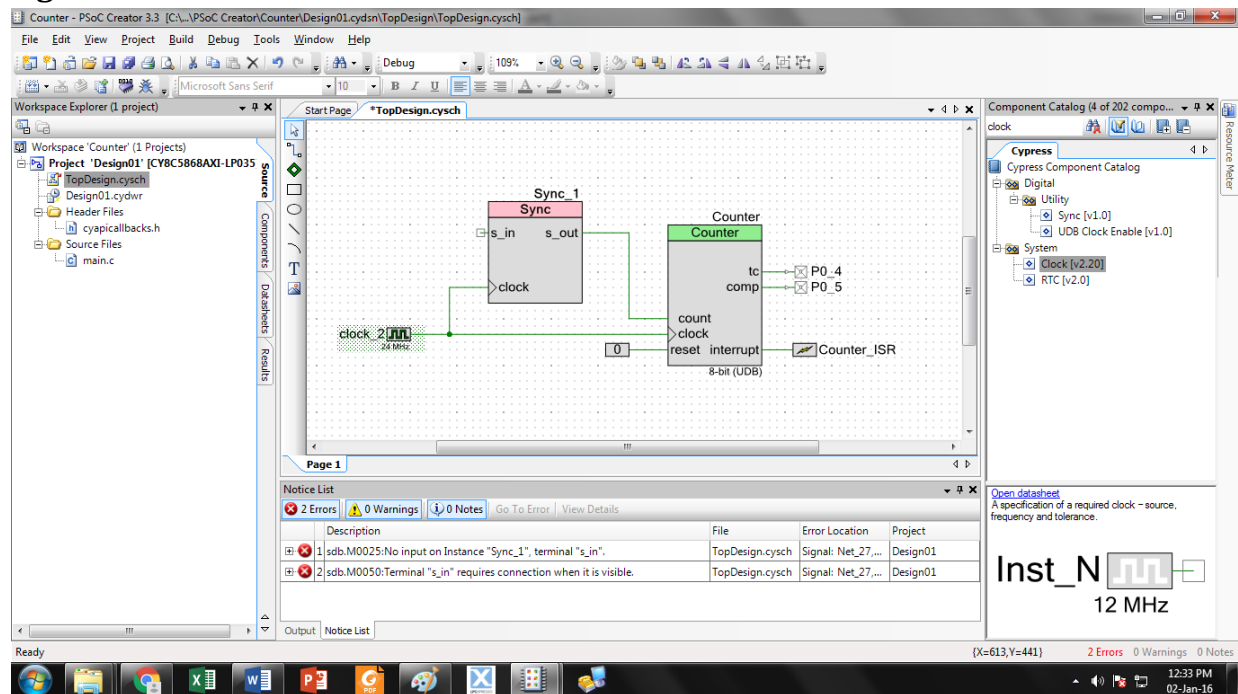 Counter - PSoC Creator 3.3 [C:\...\PSoC Creator\Counter\Design01.cydsn\TopDesign\TopDesign.cysch]
File Edit View Project Build Debug Tools Window Help
Debug 109%
Microsoft Sans Serif 10 B I U A
Workspace Explorer (1 project)
Workspace 'Counter' (1 Projects)
Project 'Design01' [CY8C5868AXI-LP035
TopDesign.cysch
Design01.cydwr
Header Files
cyapicallbacks.h
Source Files
main.c
Source
Components
Datasheets
Results
Start Page *TopDesign.cysch
T
Sync_1
Sync
s_in s_out
clock
Counter
Counter
tc P0_4
comp P0_5
count
clock
reset interrupt Counter_ISR
8-bit (UDB)
clock_2
24 MHz
0
Page 1
Notice List
2 Errors 0 Warnings 0 Notes Go To Error View Details
Description File Error Location Project
1 sdb.M0025:No input on Instance "Sync_1", terminal "s_in". TopDesign.cysch Signal: Net_27,... Design01
2 sdb.M0050:Terminal "s_in" requires connection when it is visible. TopDesign.cysch Signal: Net_27,... Design01
Output Notice List
Component Catalog (4 of 202 compo...
clock
Cypress
Cypress Component Catalog
Digital
Utility
Sync [v1.0]
UDB Clock Enable [v1.0]
System
Clock [v2.20]
RTC [v2.0]
Resource Meter
Open datasheet
A specification of a required clock – source,
frequency and tolerance.
Inst_N
12 MHz
Ready {X=613,Y=441} 2 Errors 0 Warnings 0 Notes
12:33 PM
02-Jan-16